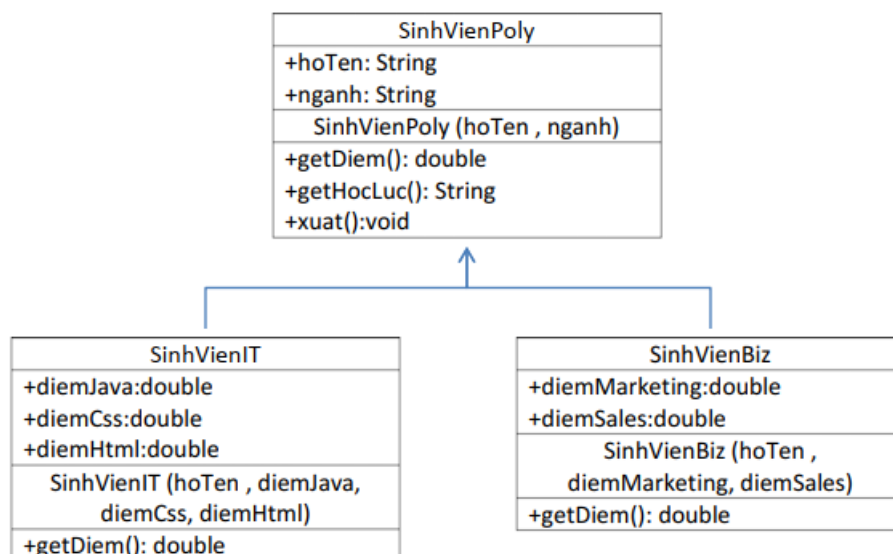 SinhVienPoly
+hoTen: String
+nganh: String
SinhVienPoly (hoTen , nganh)
+getDiem(): double
+getHocLuc(): String
+xuat():void
SinhVienIT
+diemJava:double
+diemCss:double
+diemHtml:double
SinhVienIT (hoTen , diemJava,
diemCss, diemHtml)
+getDiem(): double
SinhVienBiz
+diemMarketing:double
+diemSales:double
SinhVienBiz (hoTen ,
diemMarketing, diemSales)
+getDiem(): double